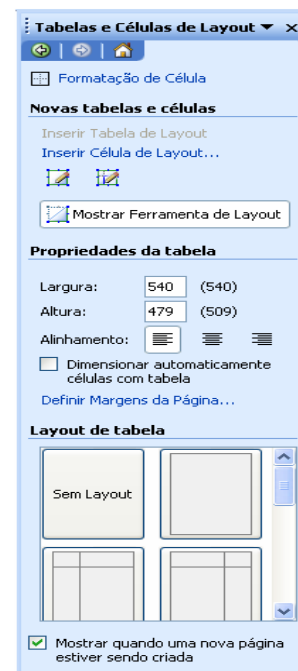 Tabelas e Células de Layout
Formatação de Célula
Novas tabelas e células
Inserir Tabela de Layout
Inserir Célula de Layout...
Mostrar Ferramenta de Layout
Propriedades da tabela
Largura: 540 (540)
Altura: 479 (509)
Alinhamento:
Dimensionar automaticamente
células com tabela
Definir Margens da Página...
Layout de tabela
Sem Layout
Mostrar quando uma nova página
estiver sendo criada